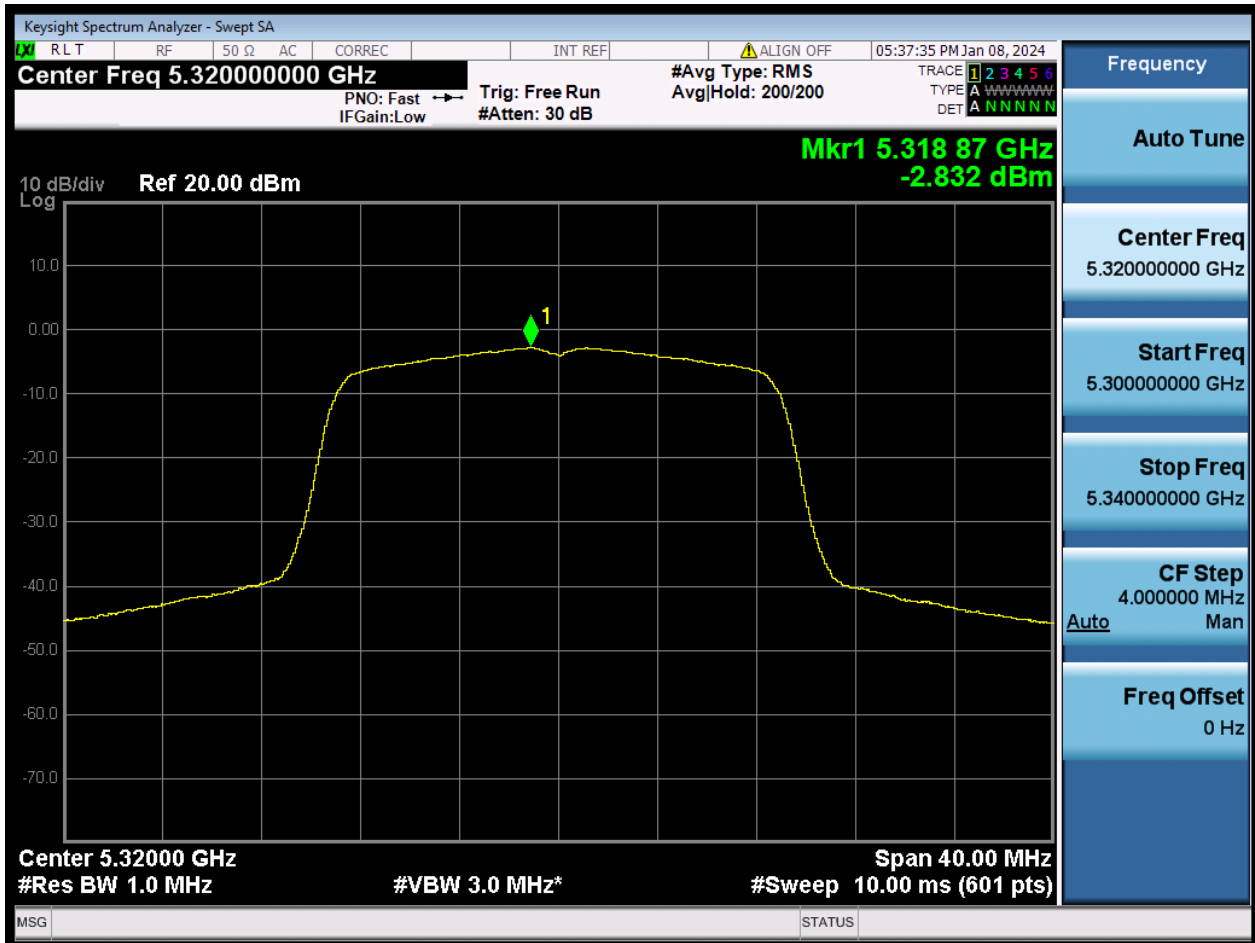 Keysight Spectrum Analyzer - Swept SA
LXI RLT RF 50 Ω AC CORREC INT REF ALIGN OFF 05:37:35 PM Jan 08, 2024
Center Freq 5.320000000 GHz
PNO: Fast
IFGain:Low
Trig: Free Run
#Atten: 30 dB
#Avg Type: RMS
Avg|Hold: 200/200
TRACE 1 2 3 4 5 6
TYPE A WWWWW
DET A N N N N N
Mkr1 5.318 87 GHz
-2.832 dBm
10 dB/div Ref 20.00 dBm
Log
10.0
0.00
-10.0
-20.0
-30.0
-40.0
-50.0
-60.0
-70.0
1
Center 5.32000 GHz Span 40.00 MHz
#Res BW 1.0 MHz #VBW 3.0 MHz* #Sweep 10.00 ms (601 pts)
MSG STATUS
Frequency
Auto Tune
Center Freq
5.320000000 GHz
Start Freq
5.300000000 GHz
Stop Freq
5.340000000 GHz
CF Step
4.000000 MHz
Auto Man
Freq Offset
0 Hz